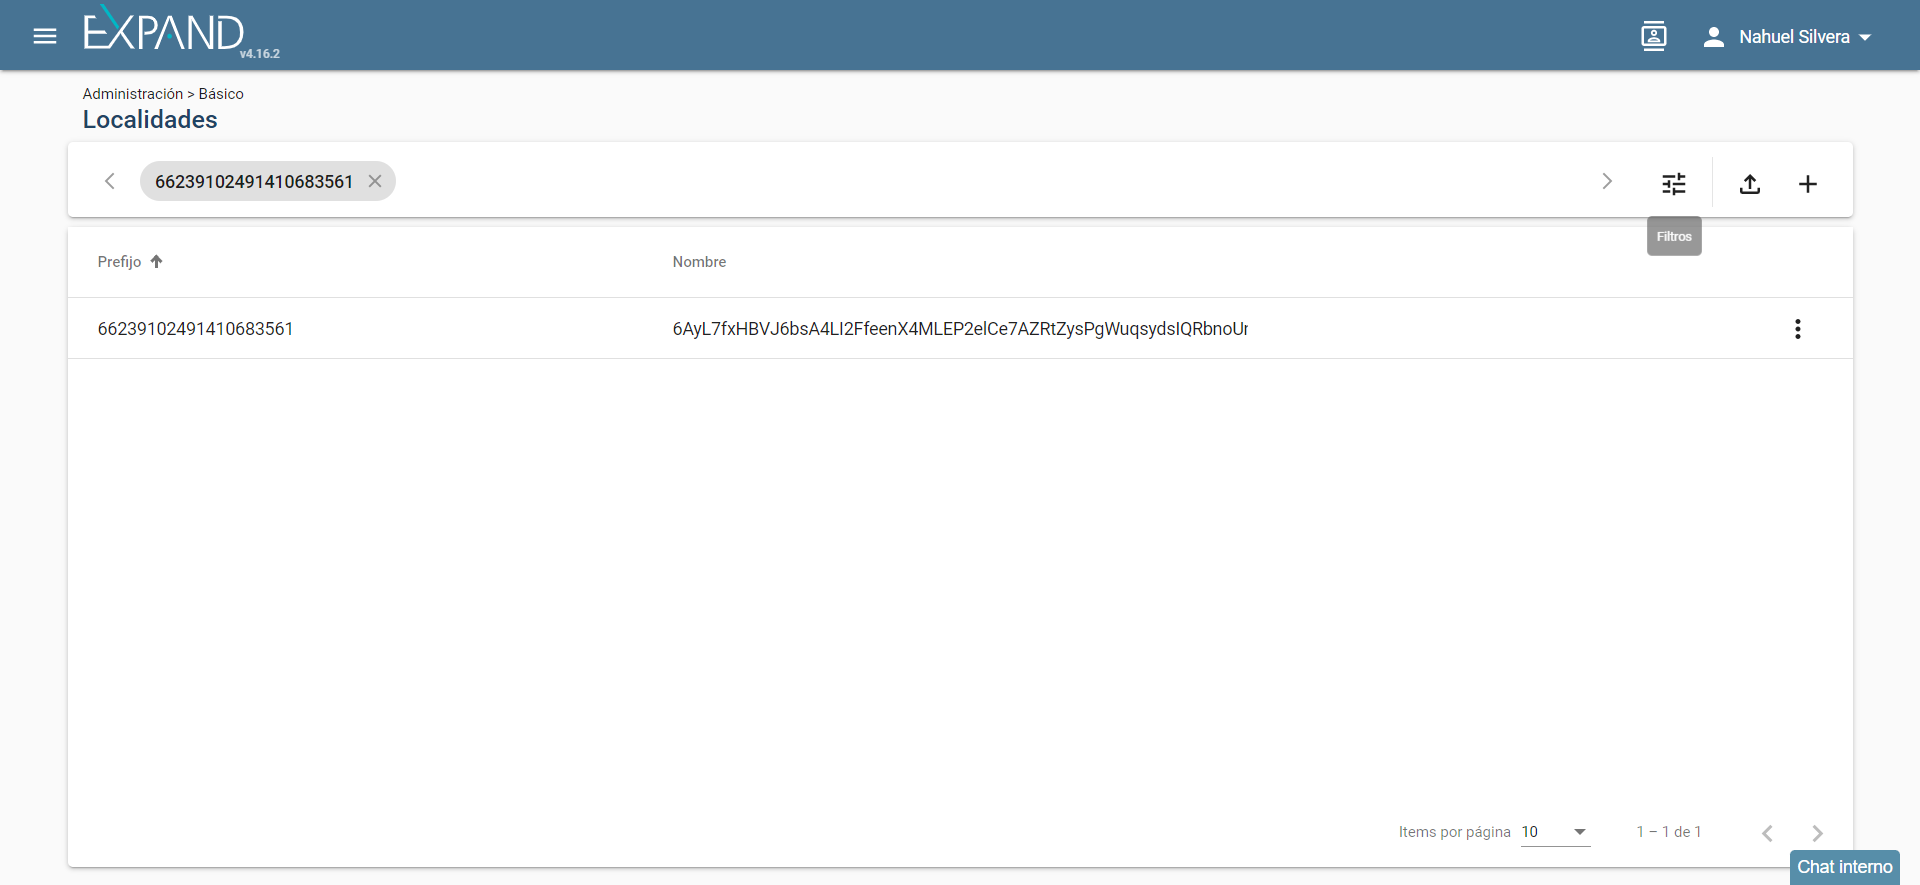 EXPAND
v4.16.2
Nahuel Silvera
Administración > Básico
Localidades
66239102491410683561
Filtros
Prefijo
Nombre
66239102491410683561
6AyL7fxHBVJ6bsA4LI2FfeenX4MLEP2elCe7AZRtZysPgWuqsydsIQRbnoUr
Items por página
10
1 – 1 de 1
Chat interno